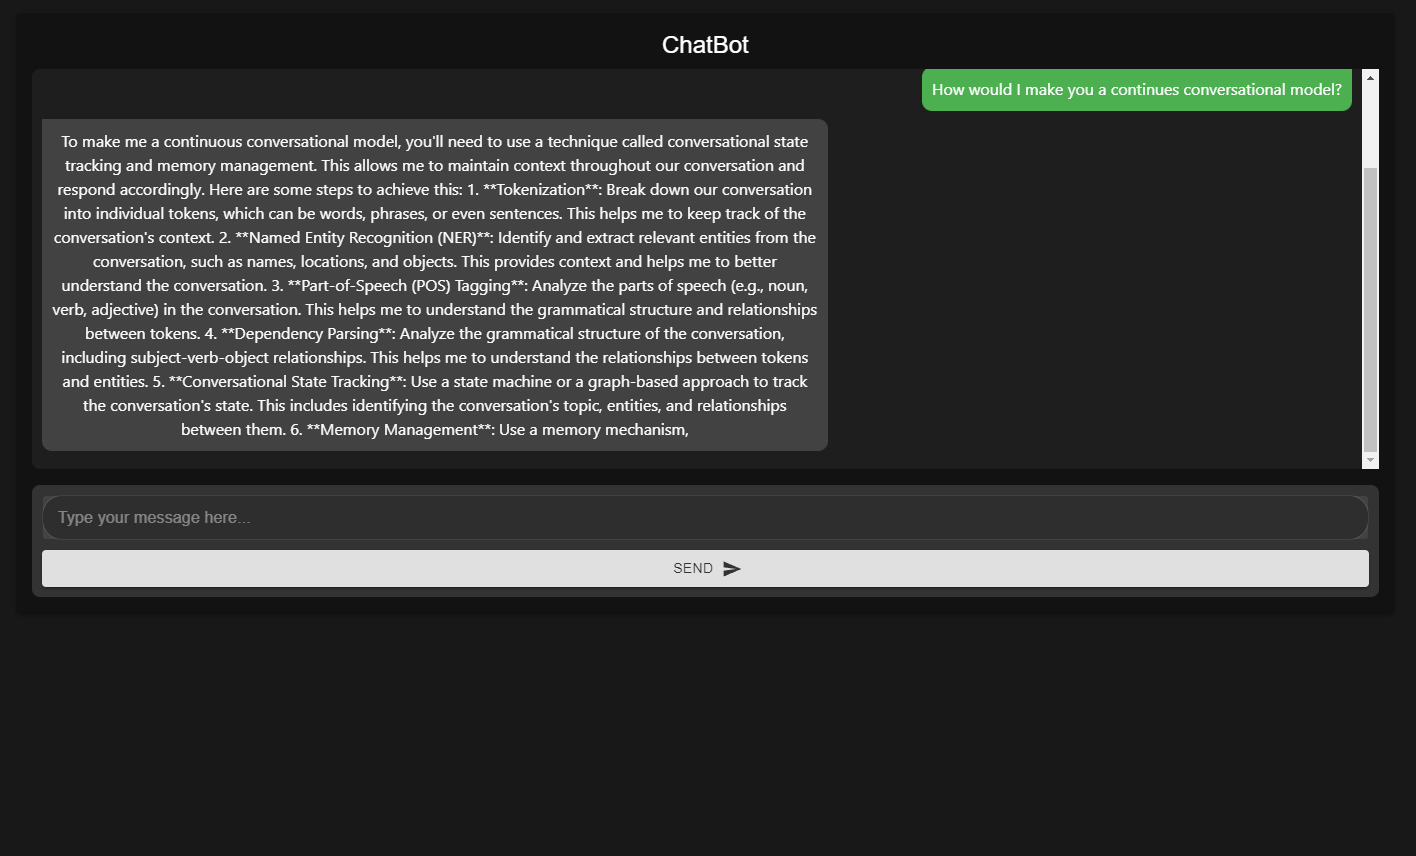 ChatBot
How would I make you a continues conversational model?
To make me a continuous conversational model, you'll need to use a technique called conversational state
tracking and memory management. This allows me to maintain context throughout our conversation and
respond accordingly. Here are some steps to achieve this: 1. **Tokenization**: Break down our conversation
into individual tokens, which can be words, phrases, or even sentences. This helps me to keep track of the
conversation's context. 2. **Named Entity Recognition (NER)**: Identify and extract relevant entities from the
conversation, such as names, locations, and objects. This provides context and helps me to better
understand the conversation. 3. **Part-of-Speech (POS) Tagging**: Analyze the parts of speech (e.g., noun,
verb, adjective) in the conversation. This helps me to understand the grammatical structure and relationships
between tokens. 4. **Dependency Parsing**: Analyze the grammatical structure of the conversation,
including subject-verb-object relationships. This helps me to understand the relationships between tokens
and entities. 5. **Conversational State Tracking**: Use a state machine or a graph-based approach to track
the conversation's state. This includes identifying the conversation's topic, entities, and relationships
between them. 6. **Memory Management**: Use a memory mechanism,
Type your message here...
SEND